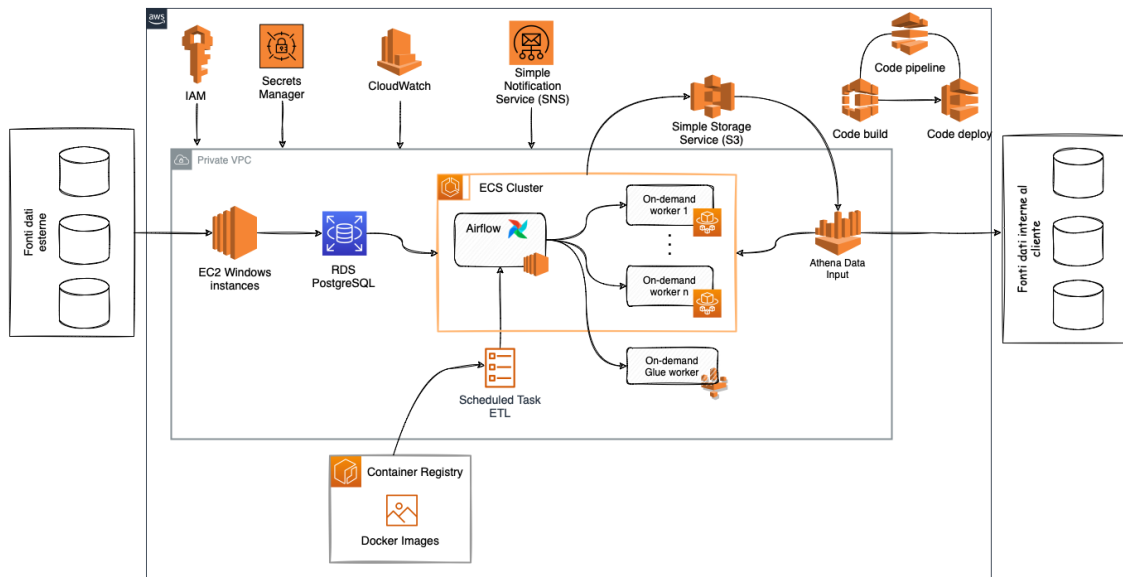 aws
IAM
Secrets
Manager
CloudWatch
Simple
Notification
Service (SNS)
Simple Storage
Service (S3)
Code pipeline
Code build
Code deploy
Fonti dati
esterne
Private VPC
EC2 Windows
instances
RDS
PostgreSQL
ECS Cluster
Airflow
On-demand
worker 1
On-demand
worker n
On-demand
Glue worker
Scheduled Task
ETL
Athena Data
Input
Fonti dati interne al
cliente
Container Registry
Docker Images